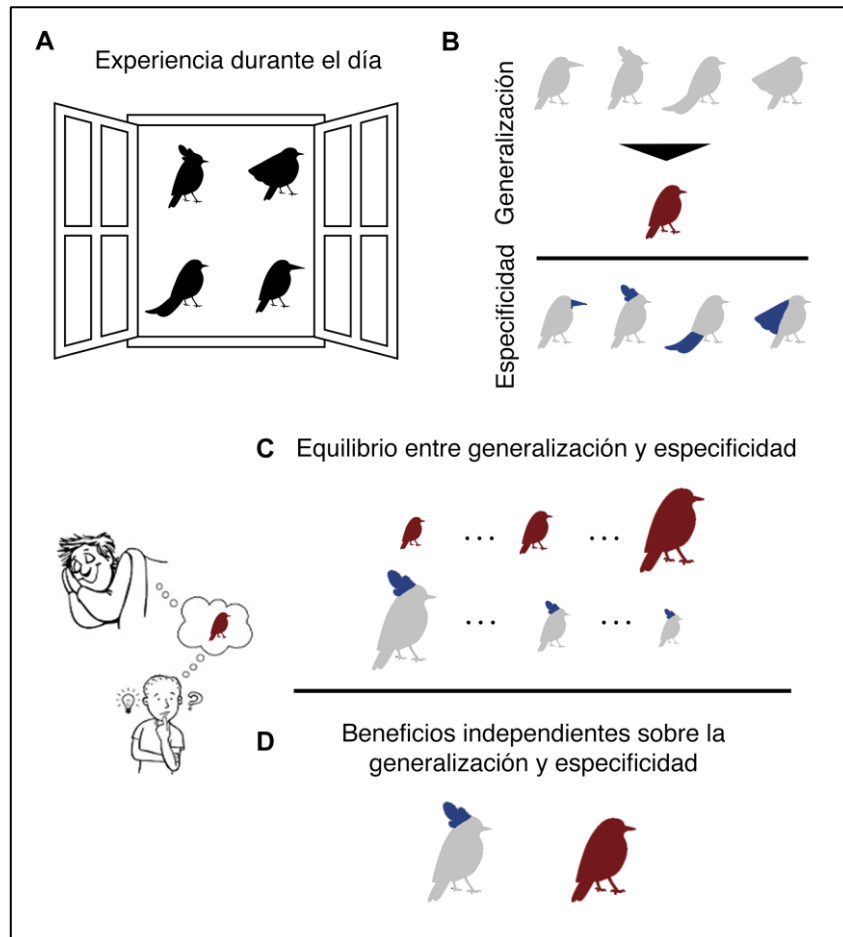 A
Experiencia durante el día
B
Generalización
Especificidad
C Equilibrio entre generalización y especificidad
... ...
... ...
?
D
Beneficios independientes sobre la
generalización y especificidad